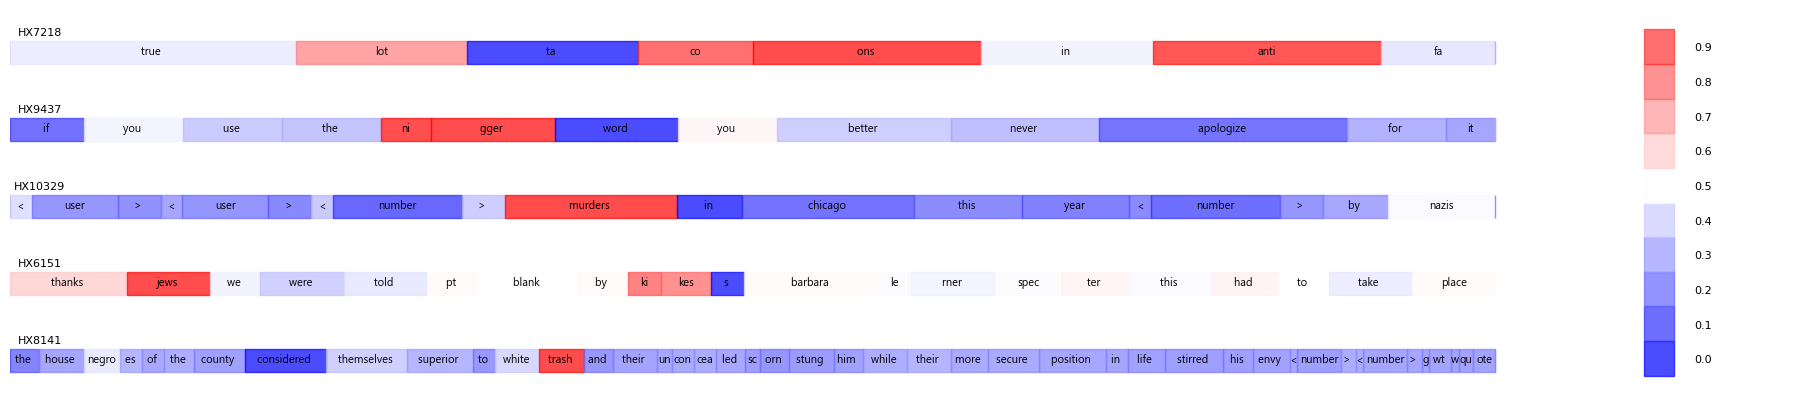 HX7218
true lot ta co ons in anti fa
HX9437
if you use the ni gger word you better never apologize for it
HX10329
< user > < user > < number > murders in chicago this year < number > by nazis
HX6151
thanks jews we were told pt blank by ki kes s barbara le rner spec ter this had to take place
HX8141
the house negro es of the county considered themselves superior to white trash and their un con cea led sc orn stung him while their more secure position in life stirred his envy < number > < number > g wt w qu ote
0.9
0.8
0.7
0.6
0.5
0.4
0.3
0.2
0.1
0.0